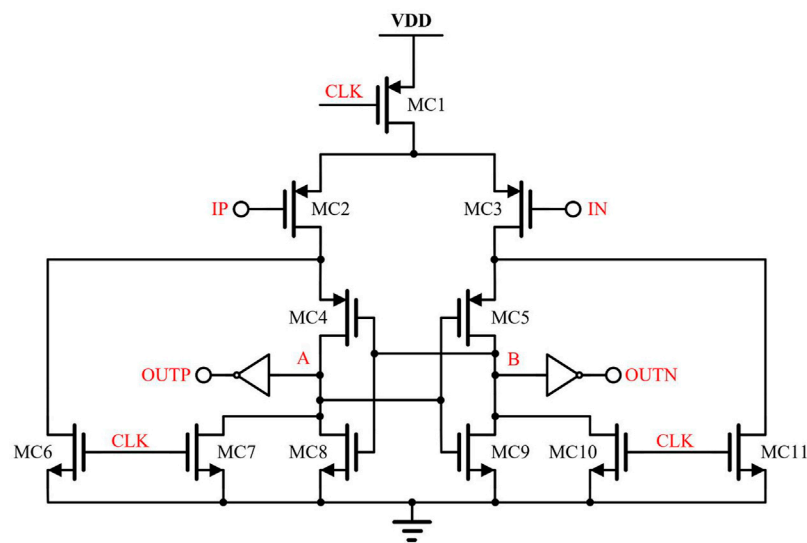 VDD
CLK
MC1
IP
MC2
MC3
IN
MC4
MC5
A
B
OUTP
OUTN
MC6
CLK
MC7
MC8
MC9
MC10
CLK
MC11